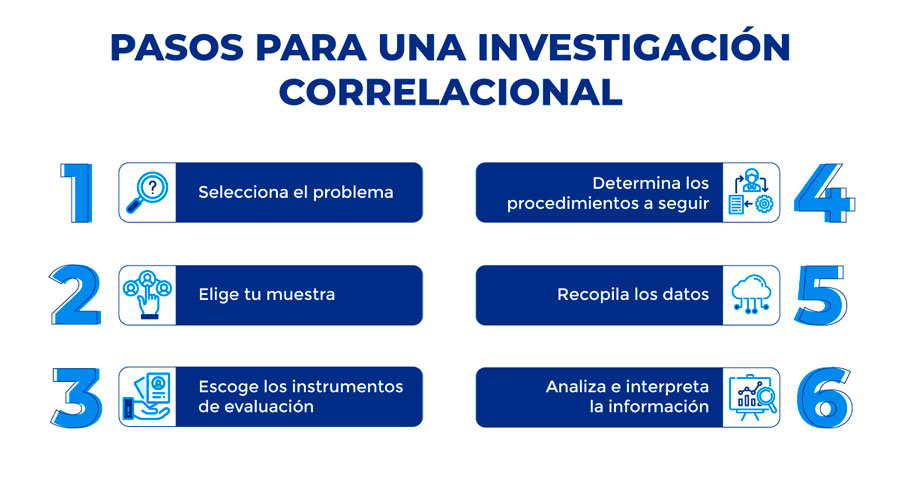 PASOS PARA UNA INVESTIGACIÓN
CORRELACIONAL
1
Selecciona el problema
2
Elige tu muestra
3
Escoge los instrumentos
de evaluación
Determina los
procedimientos a seguir
4
Recopila los datos
5
Analiza e interpreta
la información
6